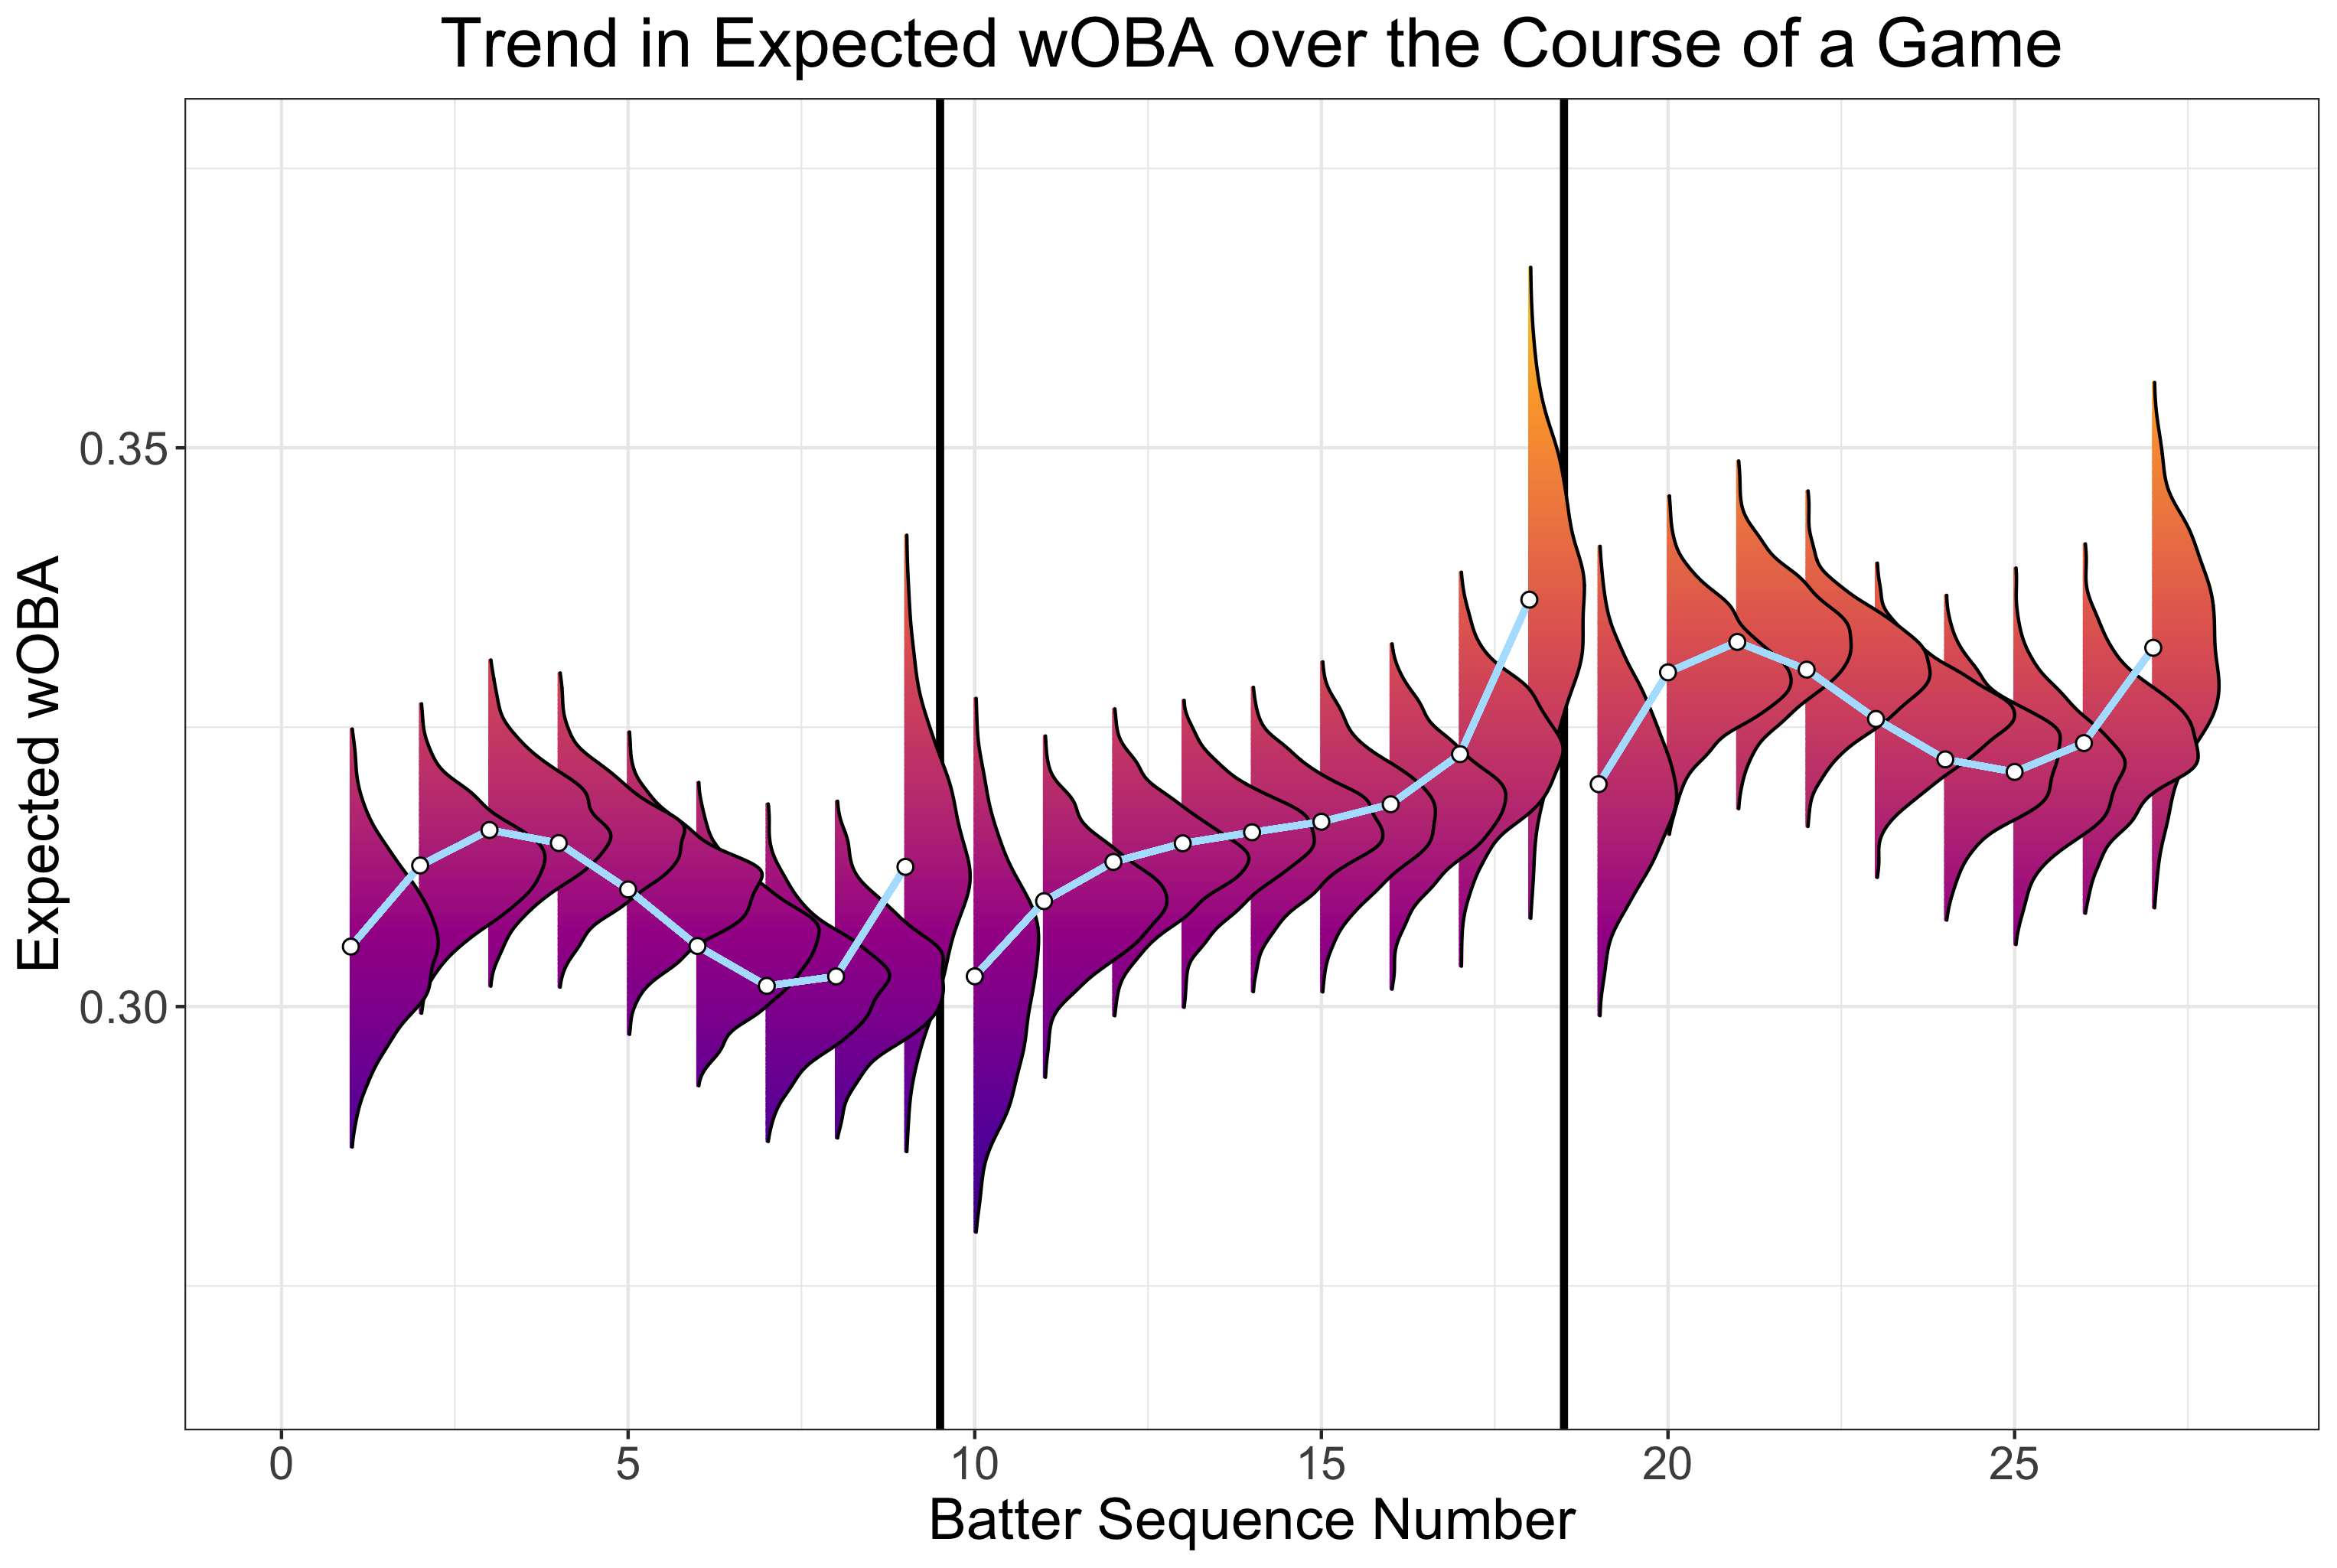 Trend in Expected wOBA over the Course of a Game
Expected wOBA
0.35
0.30
0 5 10 15 20 25
Batter Sequence Number